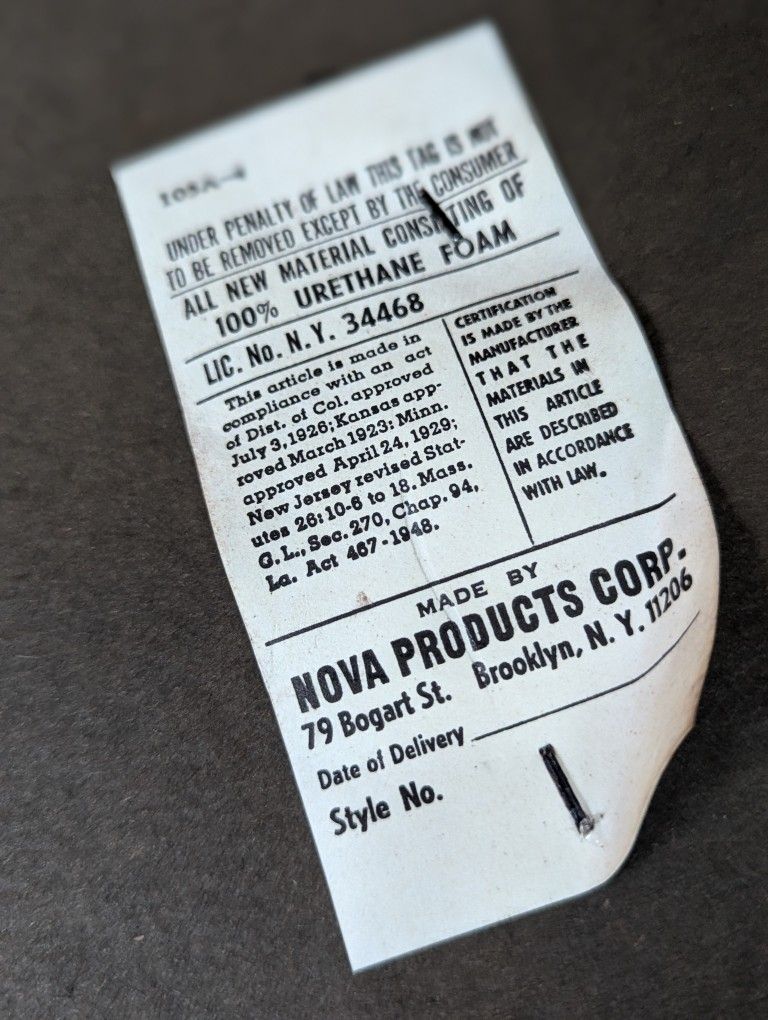 105A-4
UNDER PENALTY OF LAW THIS TAG IS NOT
TO BE REMOVED EXCEPT BY THE CONSUMER
ALL NEW MATERIAL CONSISTING OF
100% URETHANE FOAM
LIC. No. N.Y. 34468
This article is made in
compliance with an act
of Dist. of Col. approved
July 3, 1926; Kansas app-
roved March 1923: Minn.
approved April 24, 1929;
New Jersey revised Stat-
utes 26:10-6 to 18. Mass.
G.L., Sec. 270, Chap. 94,
La. Act 467-1948.
CERTIFICATION
IS MADE BY THE
MANUFACTURER
THAT THE
MATERIALS IN
THIS ARTICLE
ARE DESCRIBED
IN ACCORDANCE
WITH LAW.
MADE BY
NOVA PRODUCTS CORP.
79 Bogart St. Brooklyn, N. Y. 11206
Date of Delivery
Style No.